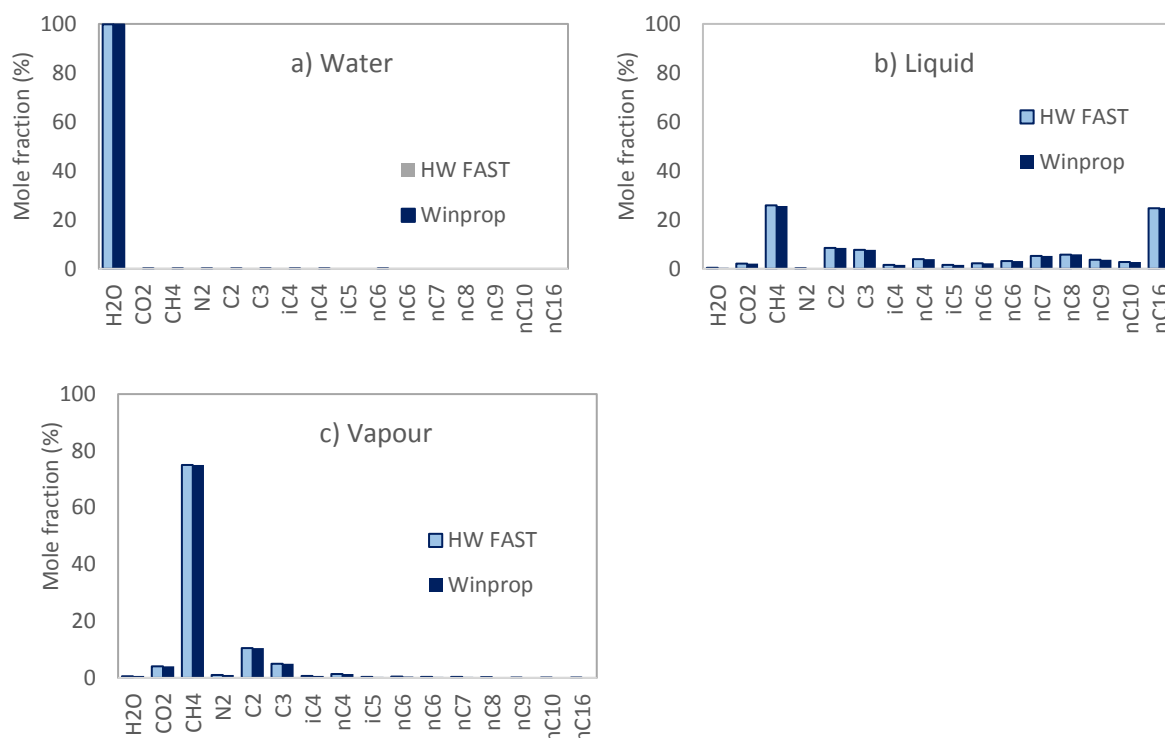 a) Water
Mole fraction (%)
100
80
60
40
20
0
HW FAST
Winprop
H2O
CO2
CH4
N2
C2
C3
iC4
nC4
iC5
nC6
nC6
nC7
nC8
nC9
nC10
nC16
b) Liquid
Mole fraction (%)
100
80
60
40
20
0
HW FAST
Winprop
H2O
CO2
CH4
N2
C2
C3
iC4
nC4
iC5
nC6
nC6
nC7
nC8
nC9
nC10
nC16
c) Vapour
Mole fraction (%)
100
80
60
40
20
0
HW FAST
Winprop
H2O
CO2
CH4
N2
C2
C3
iC4
nC4
iC5
nC6
nC6
nC7
nC8
nC9
nC10
nC16